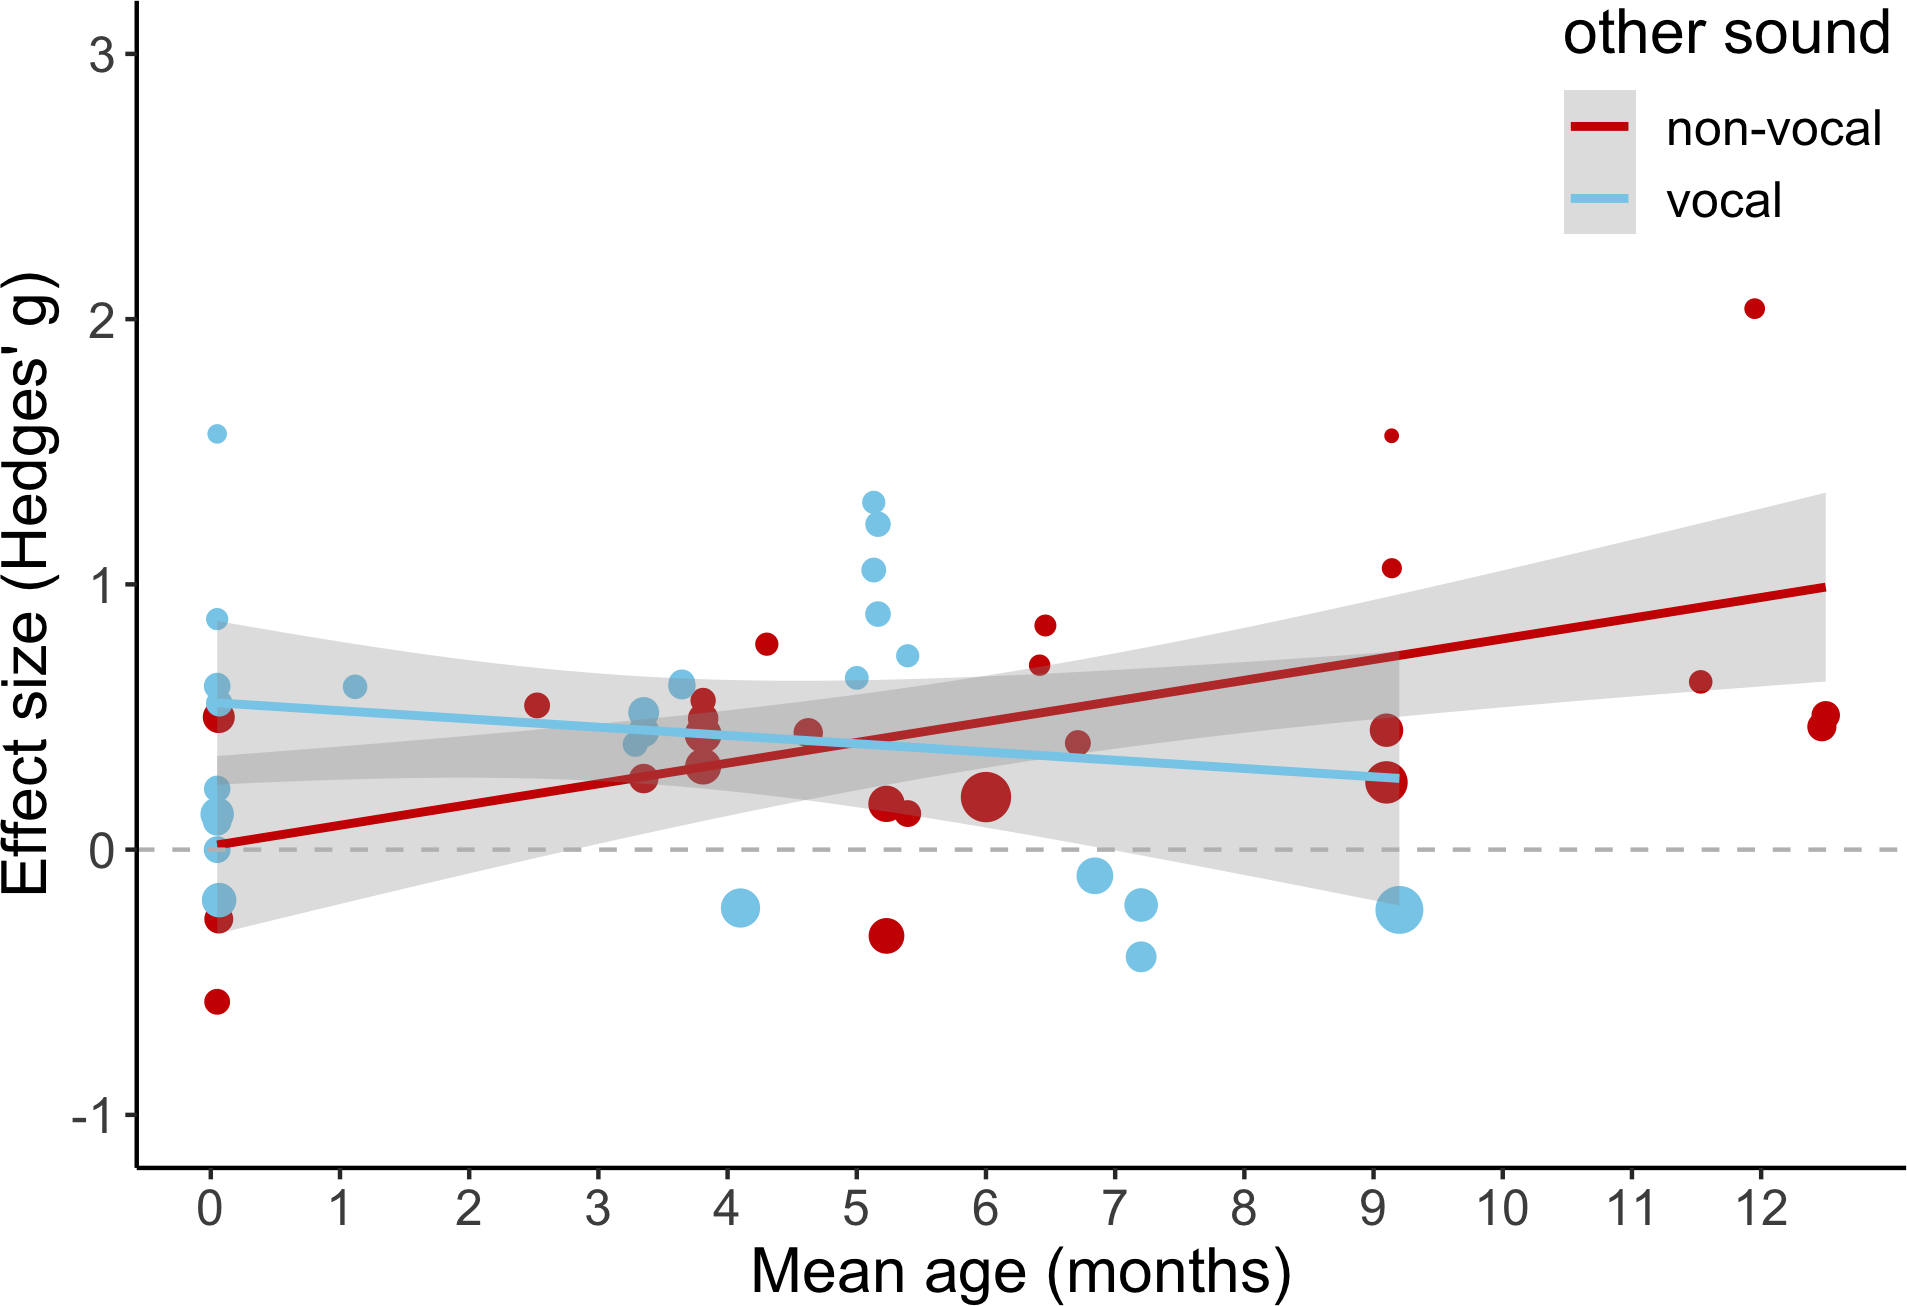 other sound
non-vocal
vocal
Effect size (Hedges' g)
3
2
1
0
-1
0 1 2 3 4 5 6 7 8 9 10 11 12
Mean age (months)